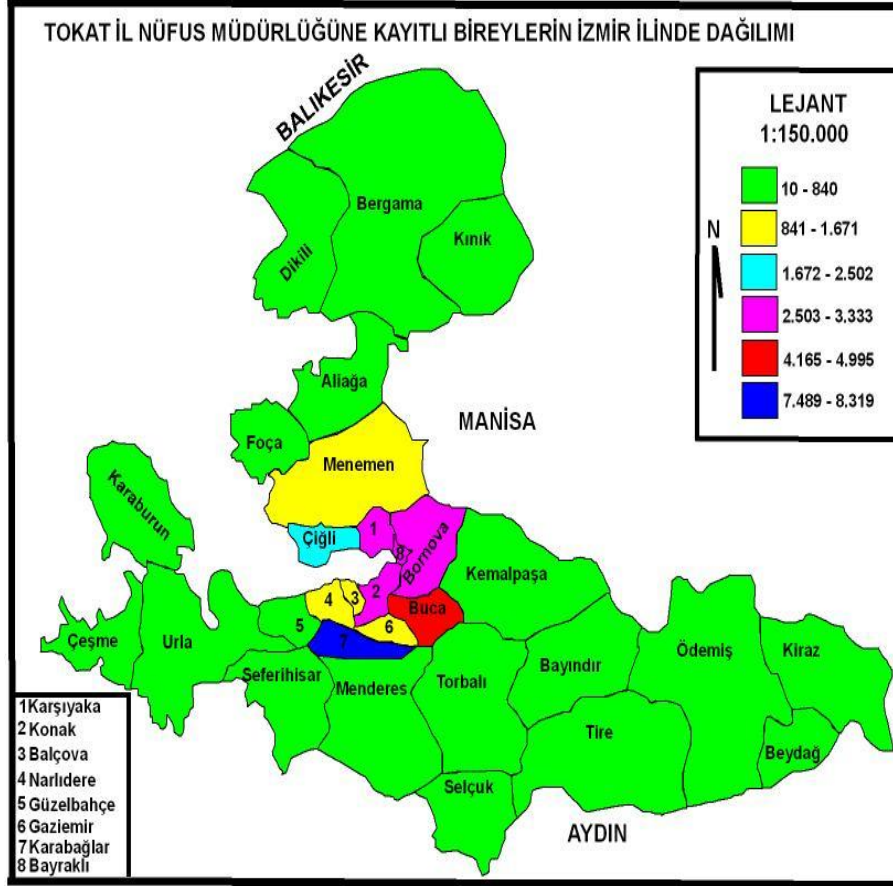 TOKAT İL NÜFUS MÜDÜRLÜĞÜNE KAYITLI BİREYLERİN İZMİR İLİNDE DAĞILIMI
BALIKESİR
LEJANT
1:150.000
10 - 840
841 - 1.671
1.672 - 2.502
2.503 - 3.333
4.165 - 4.995
7.489 - 8.319
N
Bergama
Kınık
Dikili
Aliağa
MANİSA
Foça
Menemen
Karaburun
Çiğli
1
8
Bornova
Kemalpaşa
2
3
4
Buca
5
6
7
Çeşme
Urla
Seferihisar
Menderes
Torbalı
Bayındır
Ödemiş
Kiraz
Tire
Beydağ
Selçuk
AYDIN
1Karşıyaka
2 Konak
3 Balçova
4 Narlıdere
5 Güzelbahçe
6 Gaziemir
7Karabağlar
8 Bayraklı